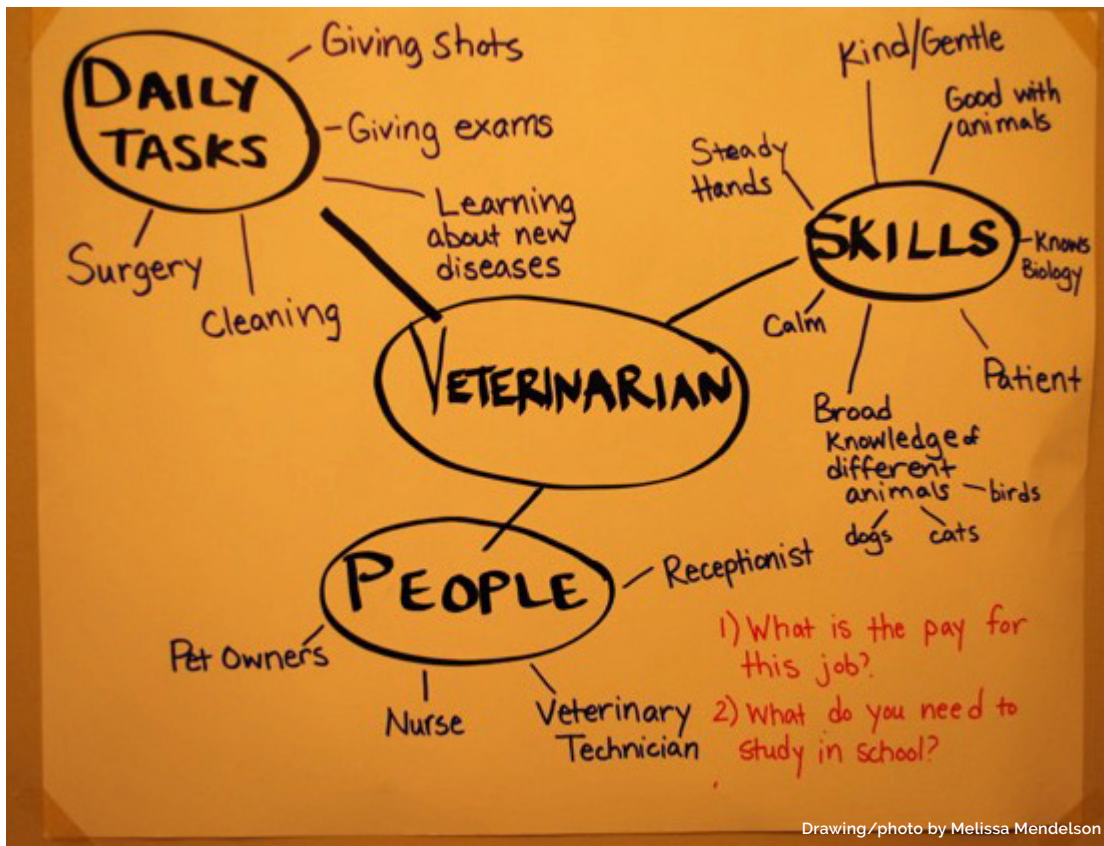 DAILY
TASKS
Giving shots
Giving exams
Learning
about new
diseases
Surgery
Cleaning
VETERINARIAN
SKILLS
Kind/Gentle
Good with
animals
Steady
Hands
Knows
Biology
Calm
Patient
Broad
Knowledge of
different
animals
birds
dogs
cats
PEOPLE
Receptionist
Pet Owners
Nurse
Veterinary
Technician
1) What is the pay for
this job?
2) What do you need to
study in school?
Drawing/photo by Melissa Mendelson